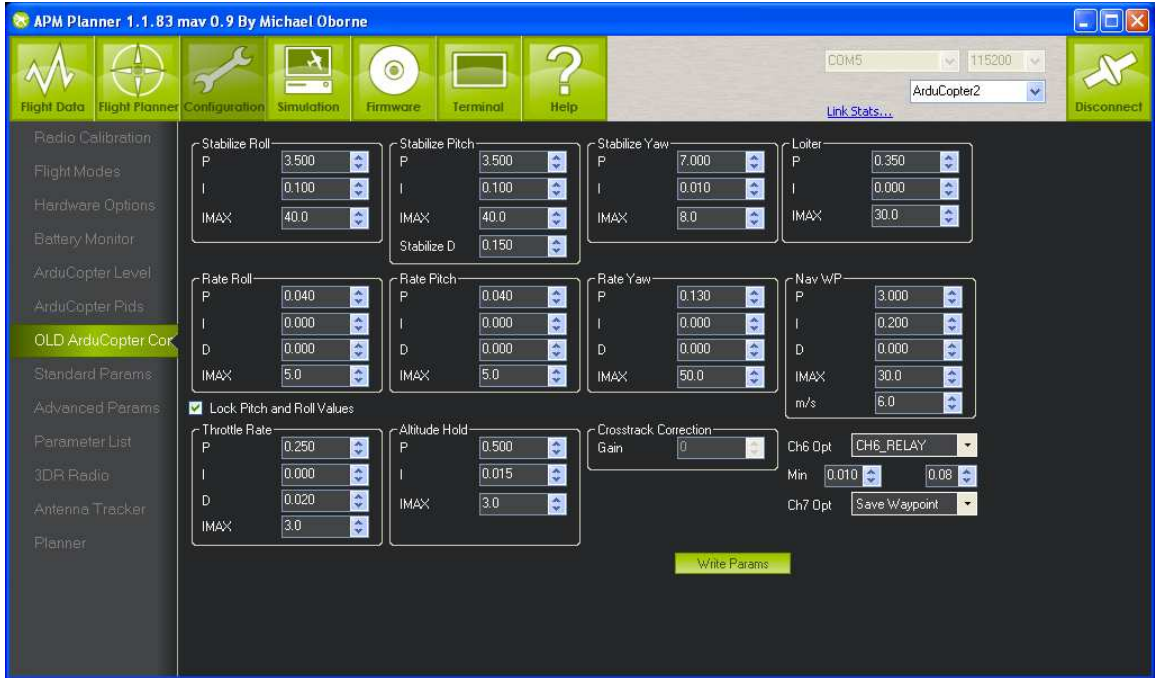 APM Planner 1.1.83 mav 0.9 By Michael Oborne
Flight Data Flight Planner Configuration Simulation Firmware Terminal Help
COM5 115200
ArduCopter2
Link Stats...
Disconnect
Radio Calibration
Flight Modes
Hardware Options
Battery Monitor
ArduCopter Level
ArduCopter Pids
OLD ArduCopter Cor
Standard Params
Advanced Params
Parameter List
3DR Radio
Antenna Tracker
Planner
Stabilize Roll
P 3.500
I 0.100
IMAX 40.0
Stabilize Pitch
P 3.500
I 0.100
IMAX 40.0
Stabilize D 0.150
Stabilize Yaw
P 7.000
I 0.010
IMAX 8.0
Loiter
P 0.350
I 0.000
IMAX 30.0
Rate Roll
P 0.040
I 0.000
D 0.000
IMAX 5.0
Rate Pitch
P 0.040
I 0.000
D 0.000
IMAX 5.0
Rate Yaw
P 0.130
I 0.000
D 0.000
IMAX 50.0
Nav WP
P 3.000
I 0.200
D 0.000
IMAX 30.0
m/s 6.0
Lock Pitch and Roll Values
Throttle Rate
P 0.250
I 0.000
D 0.020
IMAX 3.0
Altitude Hold
P 0.500
I 0.015
IMAX 3.0
Crosstrack Correction
Gain 0
Ch6 Opt CH6_RELAY
Min 0.010 0.08
Ch7 Opt Save Waypoint
Write Params